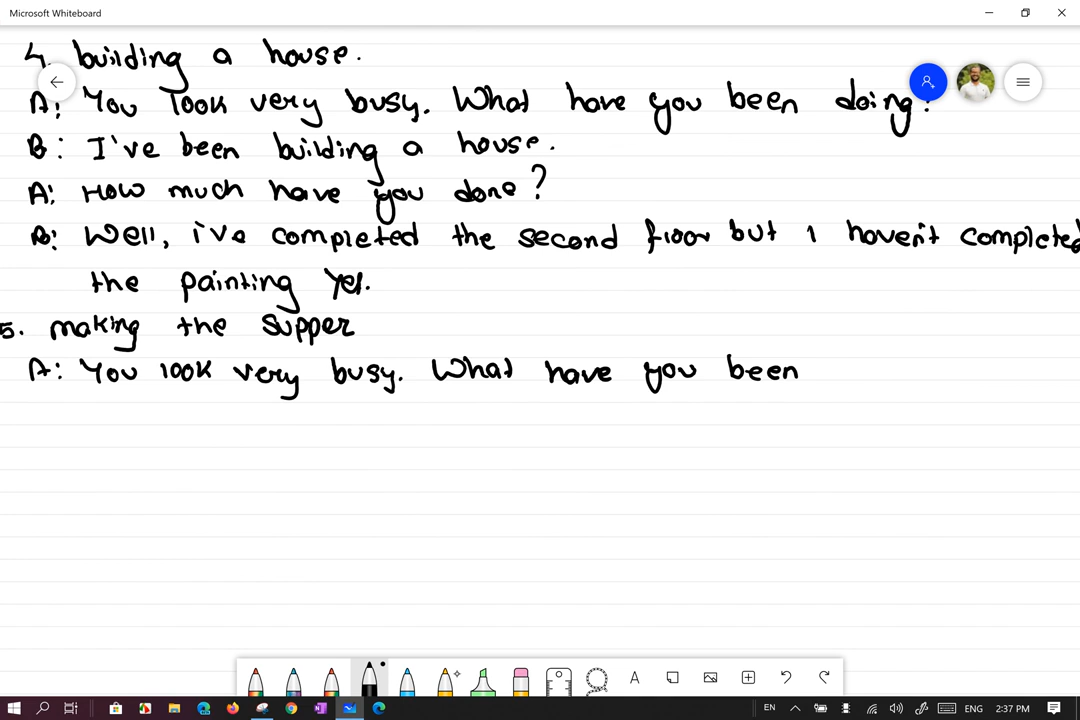 Microsoft Whiteboard
4. building a house.
A: You look very busy. What have you been doing?
B: I've been building a house.
A: How much have you done?
B: Well, i've completed the second floor but I haven't completed
the painting Yet.
5. making the supper
A: You look very busy. What have you been
A
EN
ENG
2:37 PM